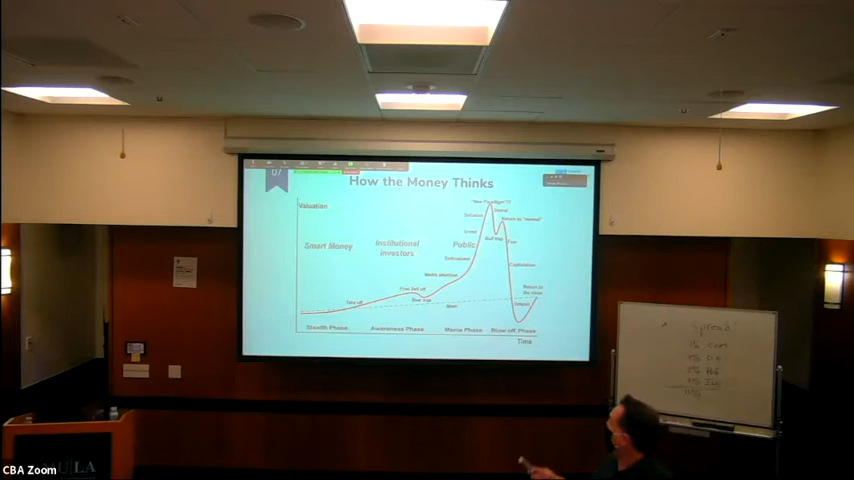 07
How the Money Thinks
Valuation
"New Paradigm"!!!
Denial
Delusion
Return to "normal"
Greed
Bull trap
Fear
Smart Money
Institutional
Investors
Public
Enthusiasm
Capitulation
Media attention
First Sell off
Bear trap
Take off
Mean
Return to
the mean
Despair
Stealth Phase
Awareness Phase
Mania Phase
Blow off Phase
Time
Spread!
CBA Zoom